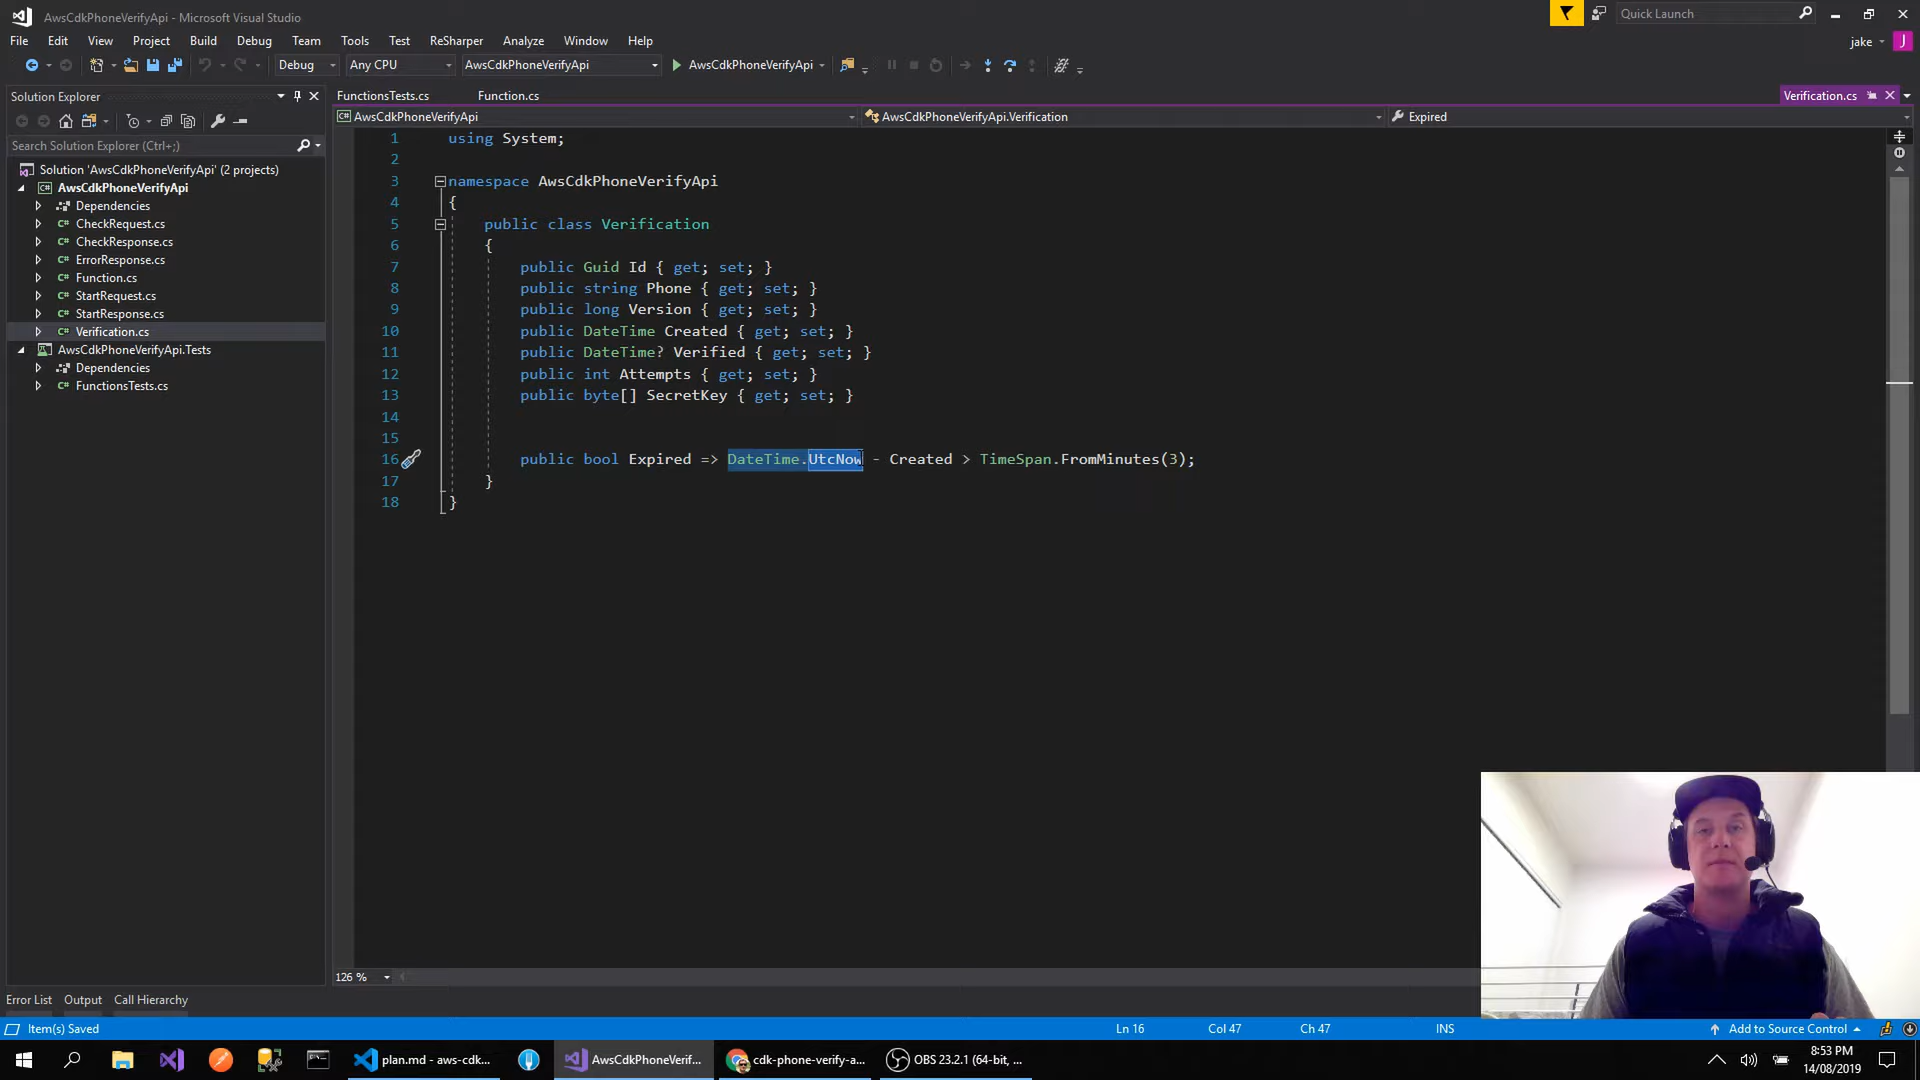 AwsCdkPhoneVerifyApi - Microsoft Visual Studio
Quick Launch
File Edit View Project Build Debug Team Tools Test ReSharper Analyze Window Help
jake J
Debug Any CPU AwsCdkPhoneVerifyApi AwsCdkPhoneVerifyApi
Solution Explorer
FunctionsTests.cs Function.cs Verification.cs
AwsCdkPhoneVerifyApi AwsCdkPhoneVerifyApi.Verification Expired
Search Solution Explorer (Ctrl+;)
Solution 'AwsCdkPhoneVerifyApi' (2 projects)
AwsCdkPhoneVerifyApi
Dependencies
C# CheckRequest.cs
C# CheckResponse.cs
C# ErrorResponse.cs
C# Function.cs
C# StartRequest.cs
C# StartResponse.cs
C# Verification.cs
AwsCdkPhoneVerifyApi.Tests
Dependencies
C# FunctionsTests.cs
1 using System;
2
3 namespace AwsCdkPhoneVerifyApi
4 {
5 public class Verification
6 {
7 public Guid Id { get; set; }
8 public string Phone { get; set; }
9 public long Version { get; set; }
10 public DateTime Created { get; set; }
11 public DateTime? Verified { get; set; }
12 public int Attempts { get; set; }
13 public byte[] SecretKey { get; set; }
14
15
16 public bool Expired => DateTime.UtcNow - Created > TimeSpan.FromMinutes(3);
17 }
18 }
126 %
Error List Output Call Hierarchy
Item(s) Saved Ln 16 Col 47 Ch 47 INS Add to Source Control
plan.md - aws-cdk... AwsCdkPhoneVerif... cdk-phone-verify-a... OBS 23.2.1 (64-bit, ...
8:53 PM
14/08/2019